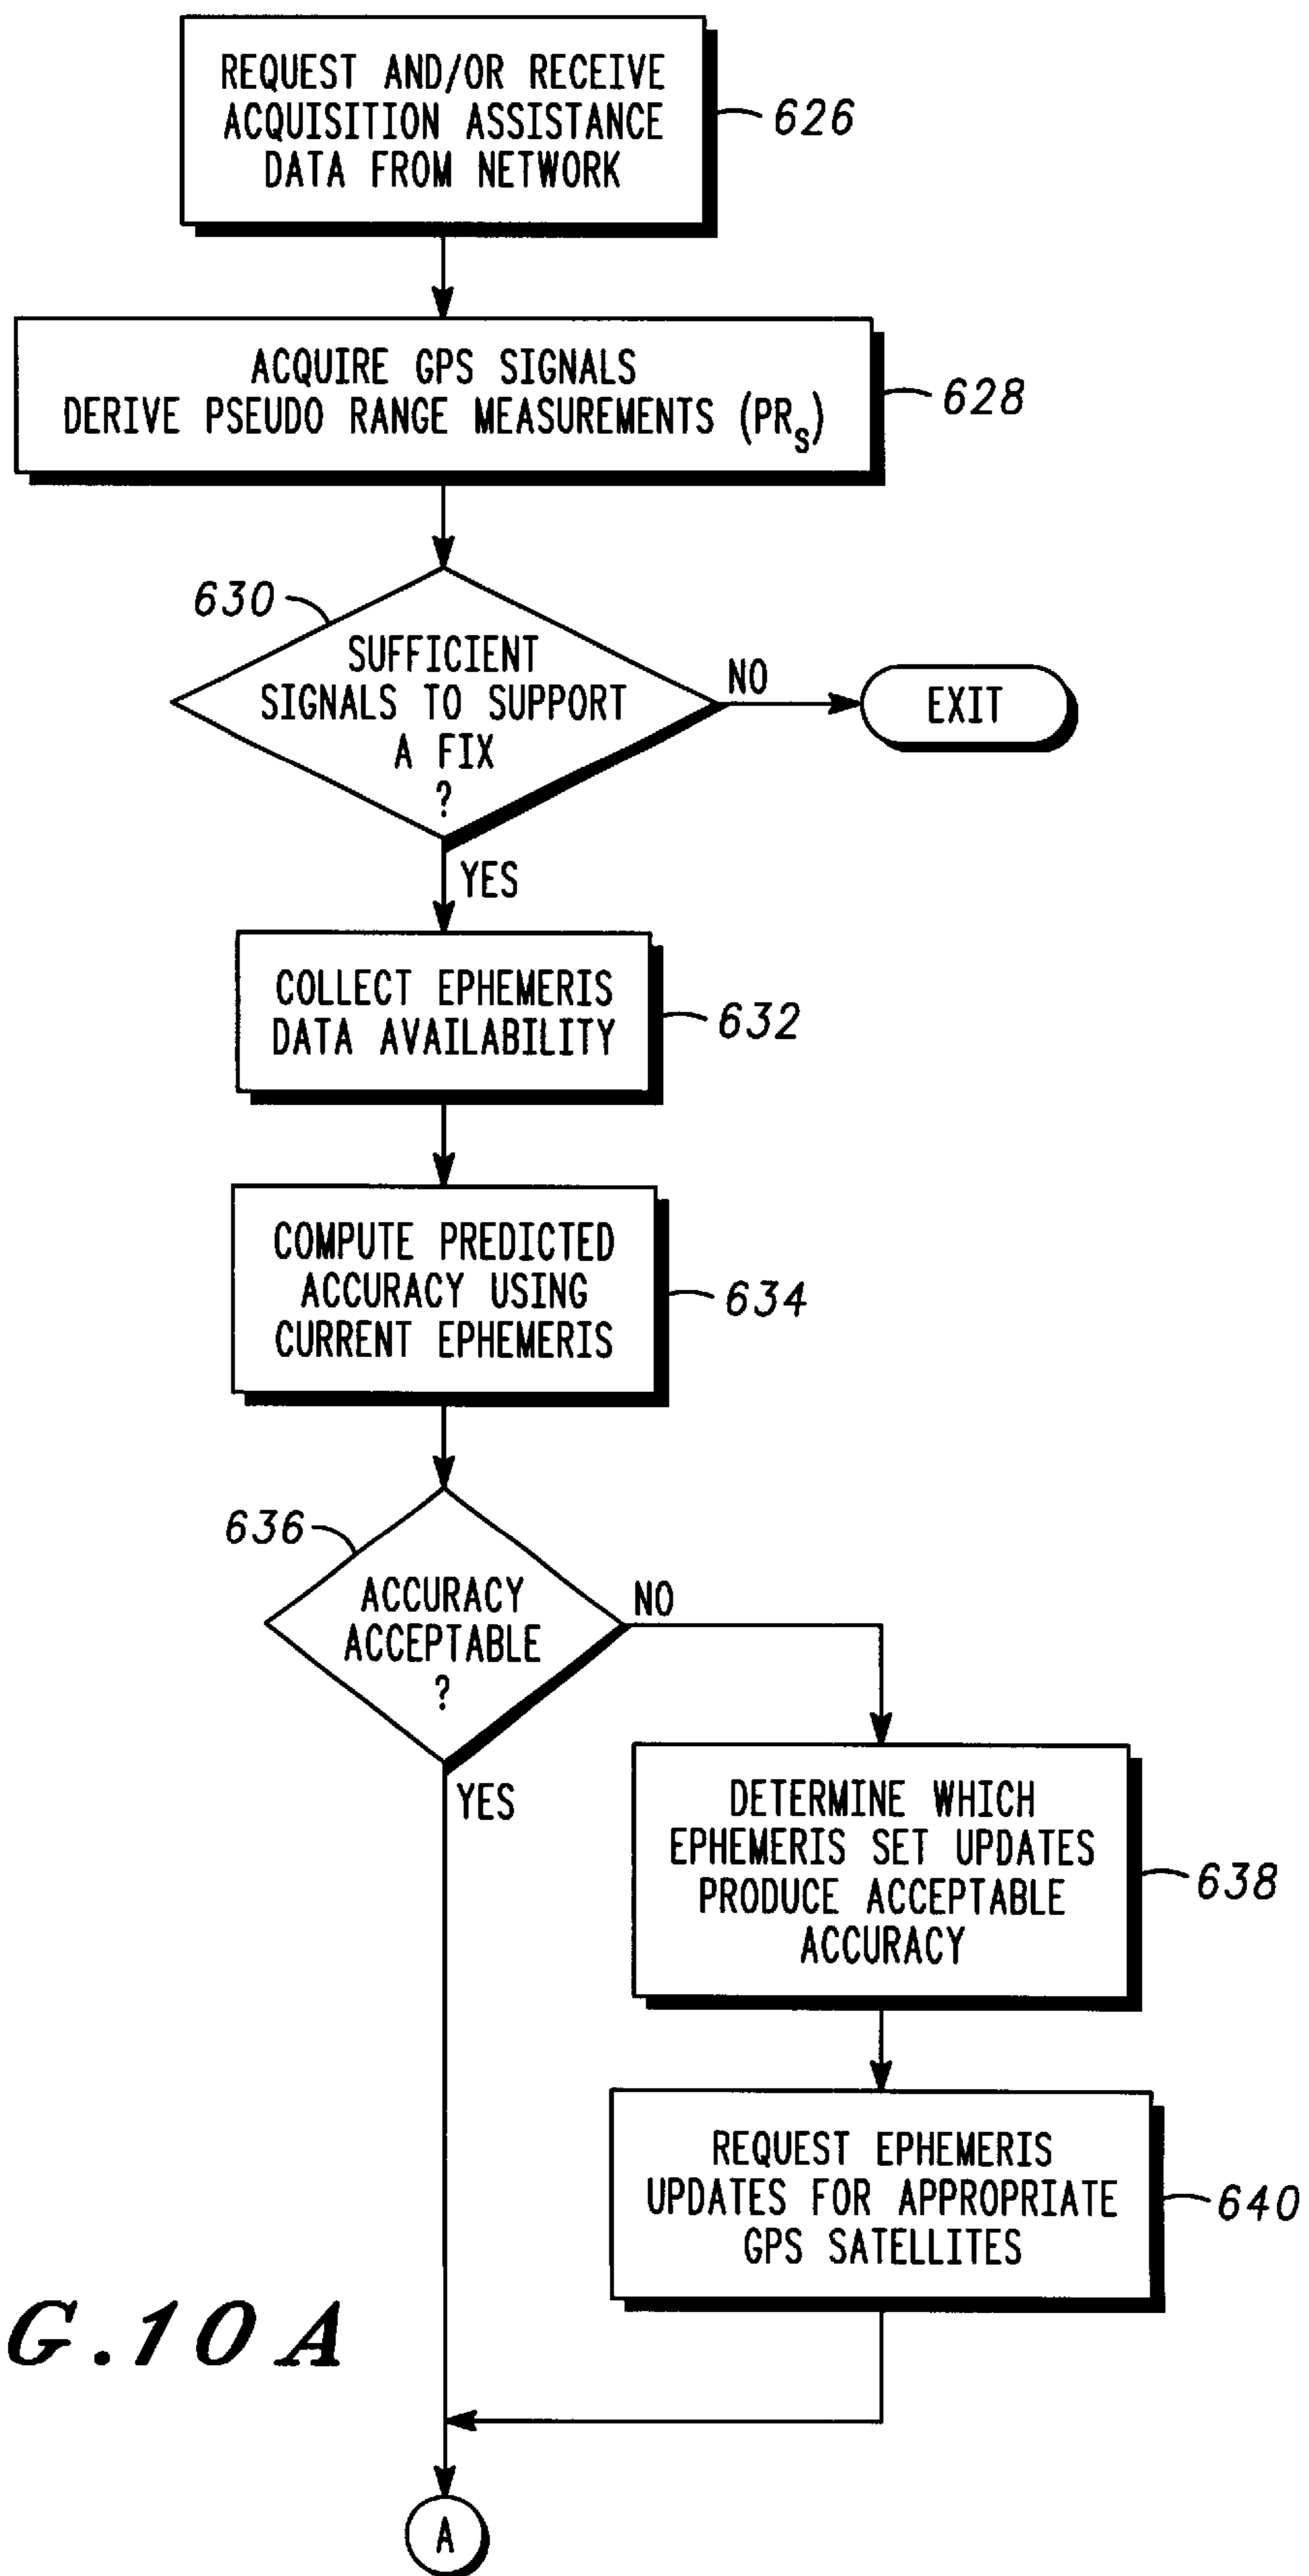 REQUEST AND/OR RECEIVE
ACQUISITION ASSISTANCE
DATA FROM NETWORK
626
ACQUIRE GPS SIGNALS
DERIVE PSEUDO RANGE MEASUREMENTS (PRs)
628
630
SUFFICIENT
SIGNALS TO SUPPORT
A FIX
?
NO
EXIT
YES
COLLECT EPHEMERIS
DATA AVAILABILITY
632
COMPUTE PREDICTED
ACCURACY USING
CURRENT EPHEMERIS
634
636
ACCURACY
ACCEPTABLE
?
NO
YES
DETERMINE WHICH
EPHEMERIS SET UPDATES
PRODUCE ACCEPTABLE
ACCURACY
638
REQUEST EPHEMERIS
UPDATES FOR APPROPRIATE
GPS SATELLITES
640
G.10A
A